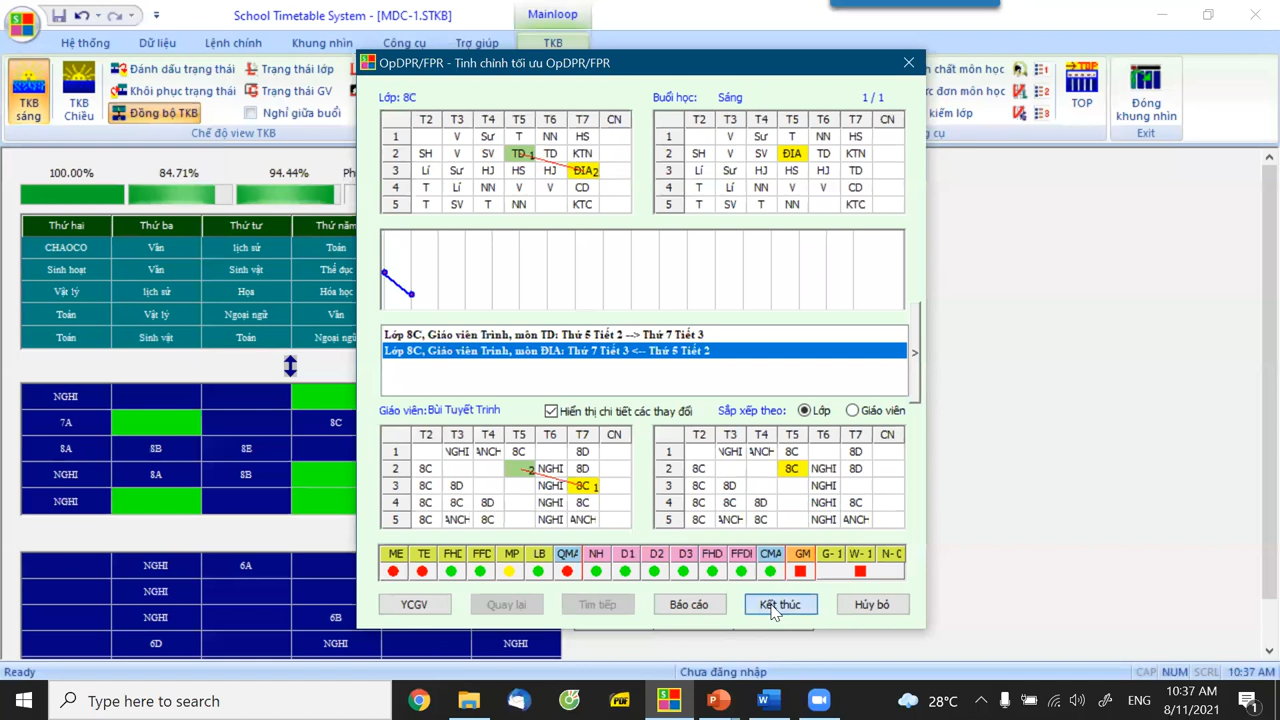 School Timetable System - [MDC-1.STKB]
Mainloop
Hệ thống Dữ liệu Lệnh chính Khung nhìn Công cụ Trợ giúp TKB
TKB sáng
TKB Chiều
Đánh dấu trạng thái Trạng thái lớp
Khôi phục trạng thái Trạng thái GV
Đồng bộ TKB Nghỉ giữa buổi
Chế độ view TKB
TOP
TOP
Đóng khung nhìn
Exit
OpDPR/FPR - Tinh chỉnh tối ưu OpDPR/FPR
Lớp: 8C Buổi học: Sáng 1 / 1
T2 T3 T4 T5 T6 T7 CN
1 V Sư T NN HS
2 SH V SV TD 1 TD KTN
3 Lí Sư HJ HS HJ ĐIA 2
4 T Lí NN V V CD
5 T SV T NN KTC
T2 T3 T4 T5 T6 T7 CN
1 V Sư T NN HS
2 SH V SV ĐIA TD KTN
3 Lí Sư HJ HS HJ TD
4 T Lí NN V V CD
5 T SV T NN KTC
Lớp 8C, Giáo viên Trinh, môn TD: Thứ 5 Tiết 2 --> Thứ 7 Tiết 3
Lớp 8C, Giáo viên Trinh, môn ĐIA: Thứ 7 Tiết 3 <-- Thứ 5 Tiết 2
>
Giáo viên: Bùi Tuyết Trinh Hiển thị chi tiết các thay đổi Sắp xếp theo: Lớp Giáo viên
T2 T3 T4 T5 T6 T7 CN
1 NGHI ANCH 8C 8D
2 8C 2 NGHI 8D
3 8C 8D NGHI 8C 1
4 8C 8C 8D NGHI 8C
5 8C ANCH 8C NGHI ANCH
T2 T3 T4 T5 T6 T7 CN
1 NGHI ANCH 8C 8D
2 8C 8C NGHI 8D
3 8C 8D NGHI
4 8C 8C 8D NGHI 8C
5 8C ANCH 8C NGHI ANCH
ME TE FHD FFD MP LB QMA NH D1 D2 D3 FHD FFDI CMA GM G- 1 W- 1 N- 0
YCGV Quay lại Tìm tiếp Báo cáo Kết thúc Hủy bỏ
100.00% 84.71% 94.44%
Thứ hai Thứ ba Thứ tư Thứ năm
CHAOCO Văn lịch sử Toán
Sinh hoạt Văn Sinh vật Thể dục
Vật lý lịch sử Họa Hóa học
Toán Vật lý Ngoại ngữ Văn
Toán Sinh vật Toán Ngoại ngữ
NGHI
7A 8C
8A 8B 8E
NGHI 8A 8B
NGHI
NGHI 6A
NGHI
NGHI 6B
6D NGHI NGHI
Ready Chưa đăng nhập CAP NUM SCRL 10:37 AM
Type here to search
28°C ENG 10:37 AM
8/11/2021